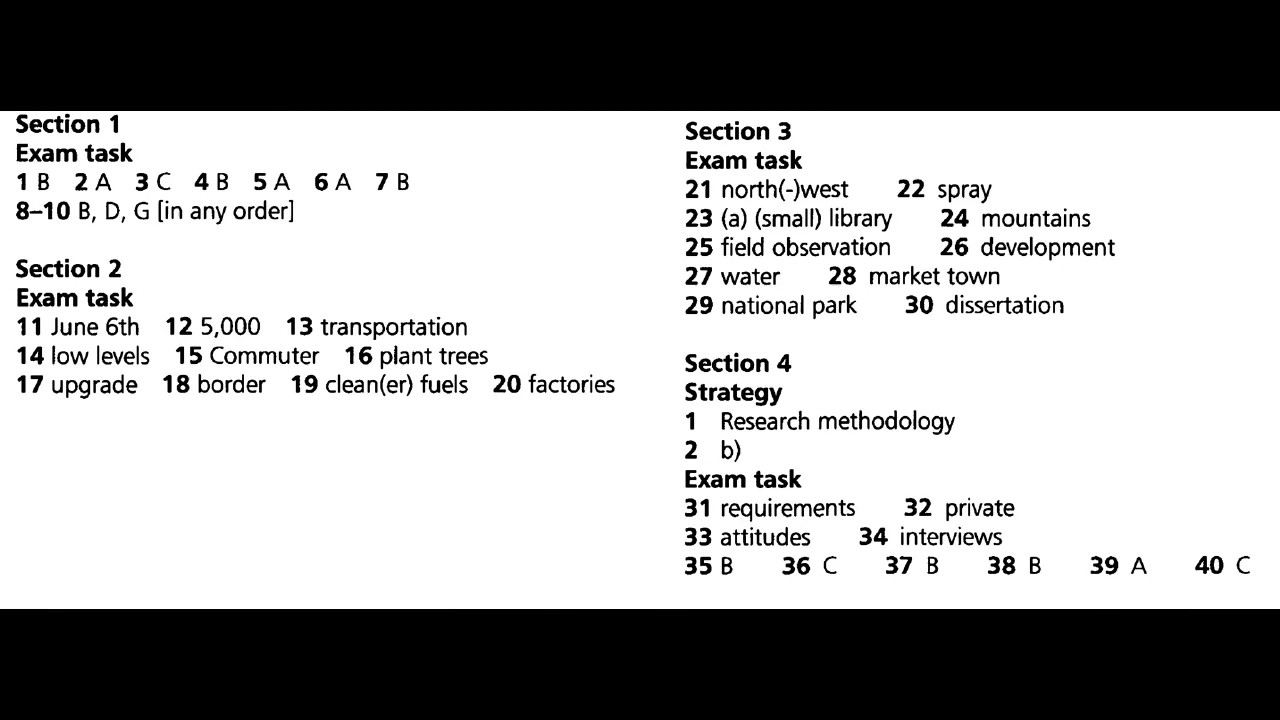 Section 1
Exam task
1 B 2 A 3 C 4 B 5 A 6 A 7 B
8–10 B, D, G [in any order]
Section 2
Exam task
11 June 6th 12 5,000 13 transportation
14 low levels 15 Commuter 16 plant trees
17 upgrade 18 border 19 clean(er) fuels 20 factories
Section 3
Exam task
21 north(-)west 22 spray
23 (a) (small) library 24 mountains
25 field observation 26 development
27 water 28 market town
29 national park 30 dissertation
Section 4
Strategy
1 Research methodology
2 b)
Exam task
31 requirements 32 private
33 attitudes 34 interviews
35 B 36 C 37 B 38 B 39 A 40 C